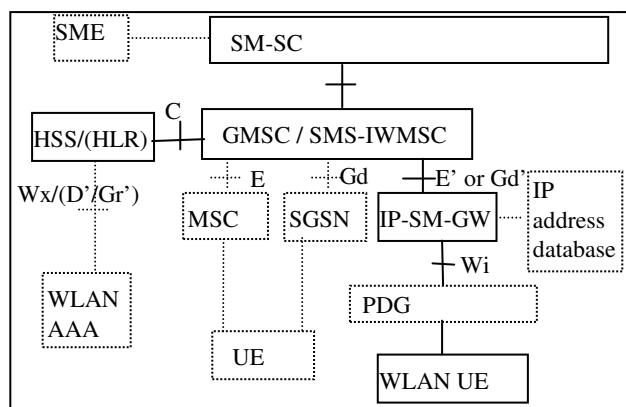 SME
SM-SC
C
HSS/(HLR)
GMSC / SMS-IWMSC
Wx/(D’/Gr’)
E
Gd
E’ or Gd’
MSC
SGSN
IP-SM-GW
IP
address
database
Wi
WLAN
AAA
PDG
UE
WLAN UE